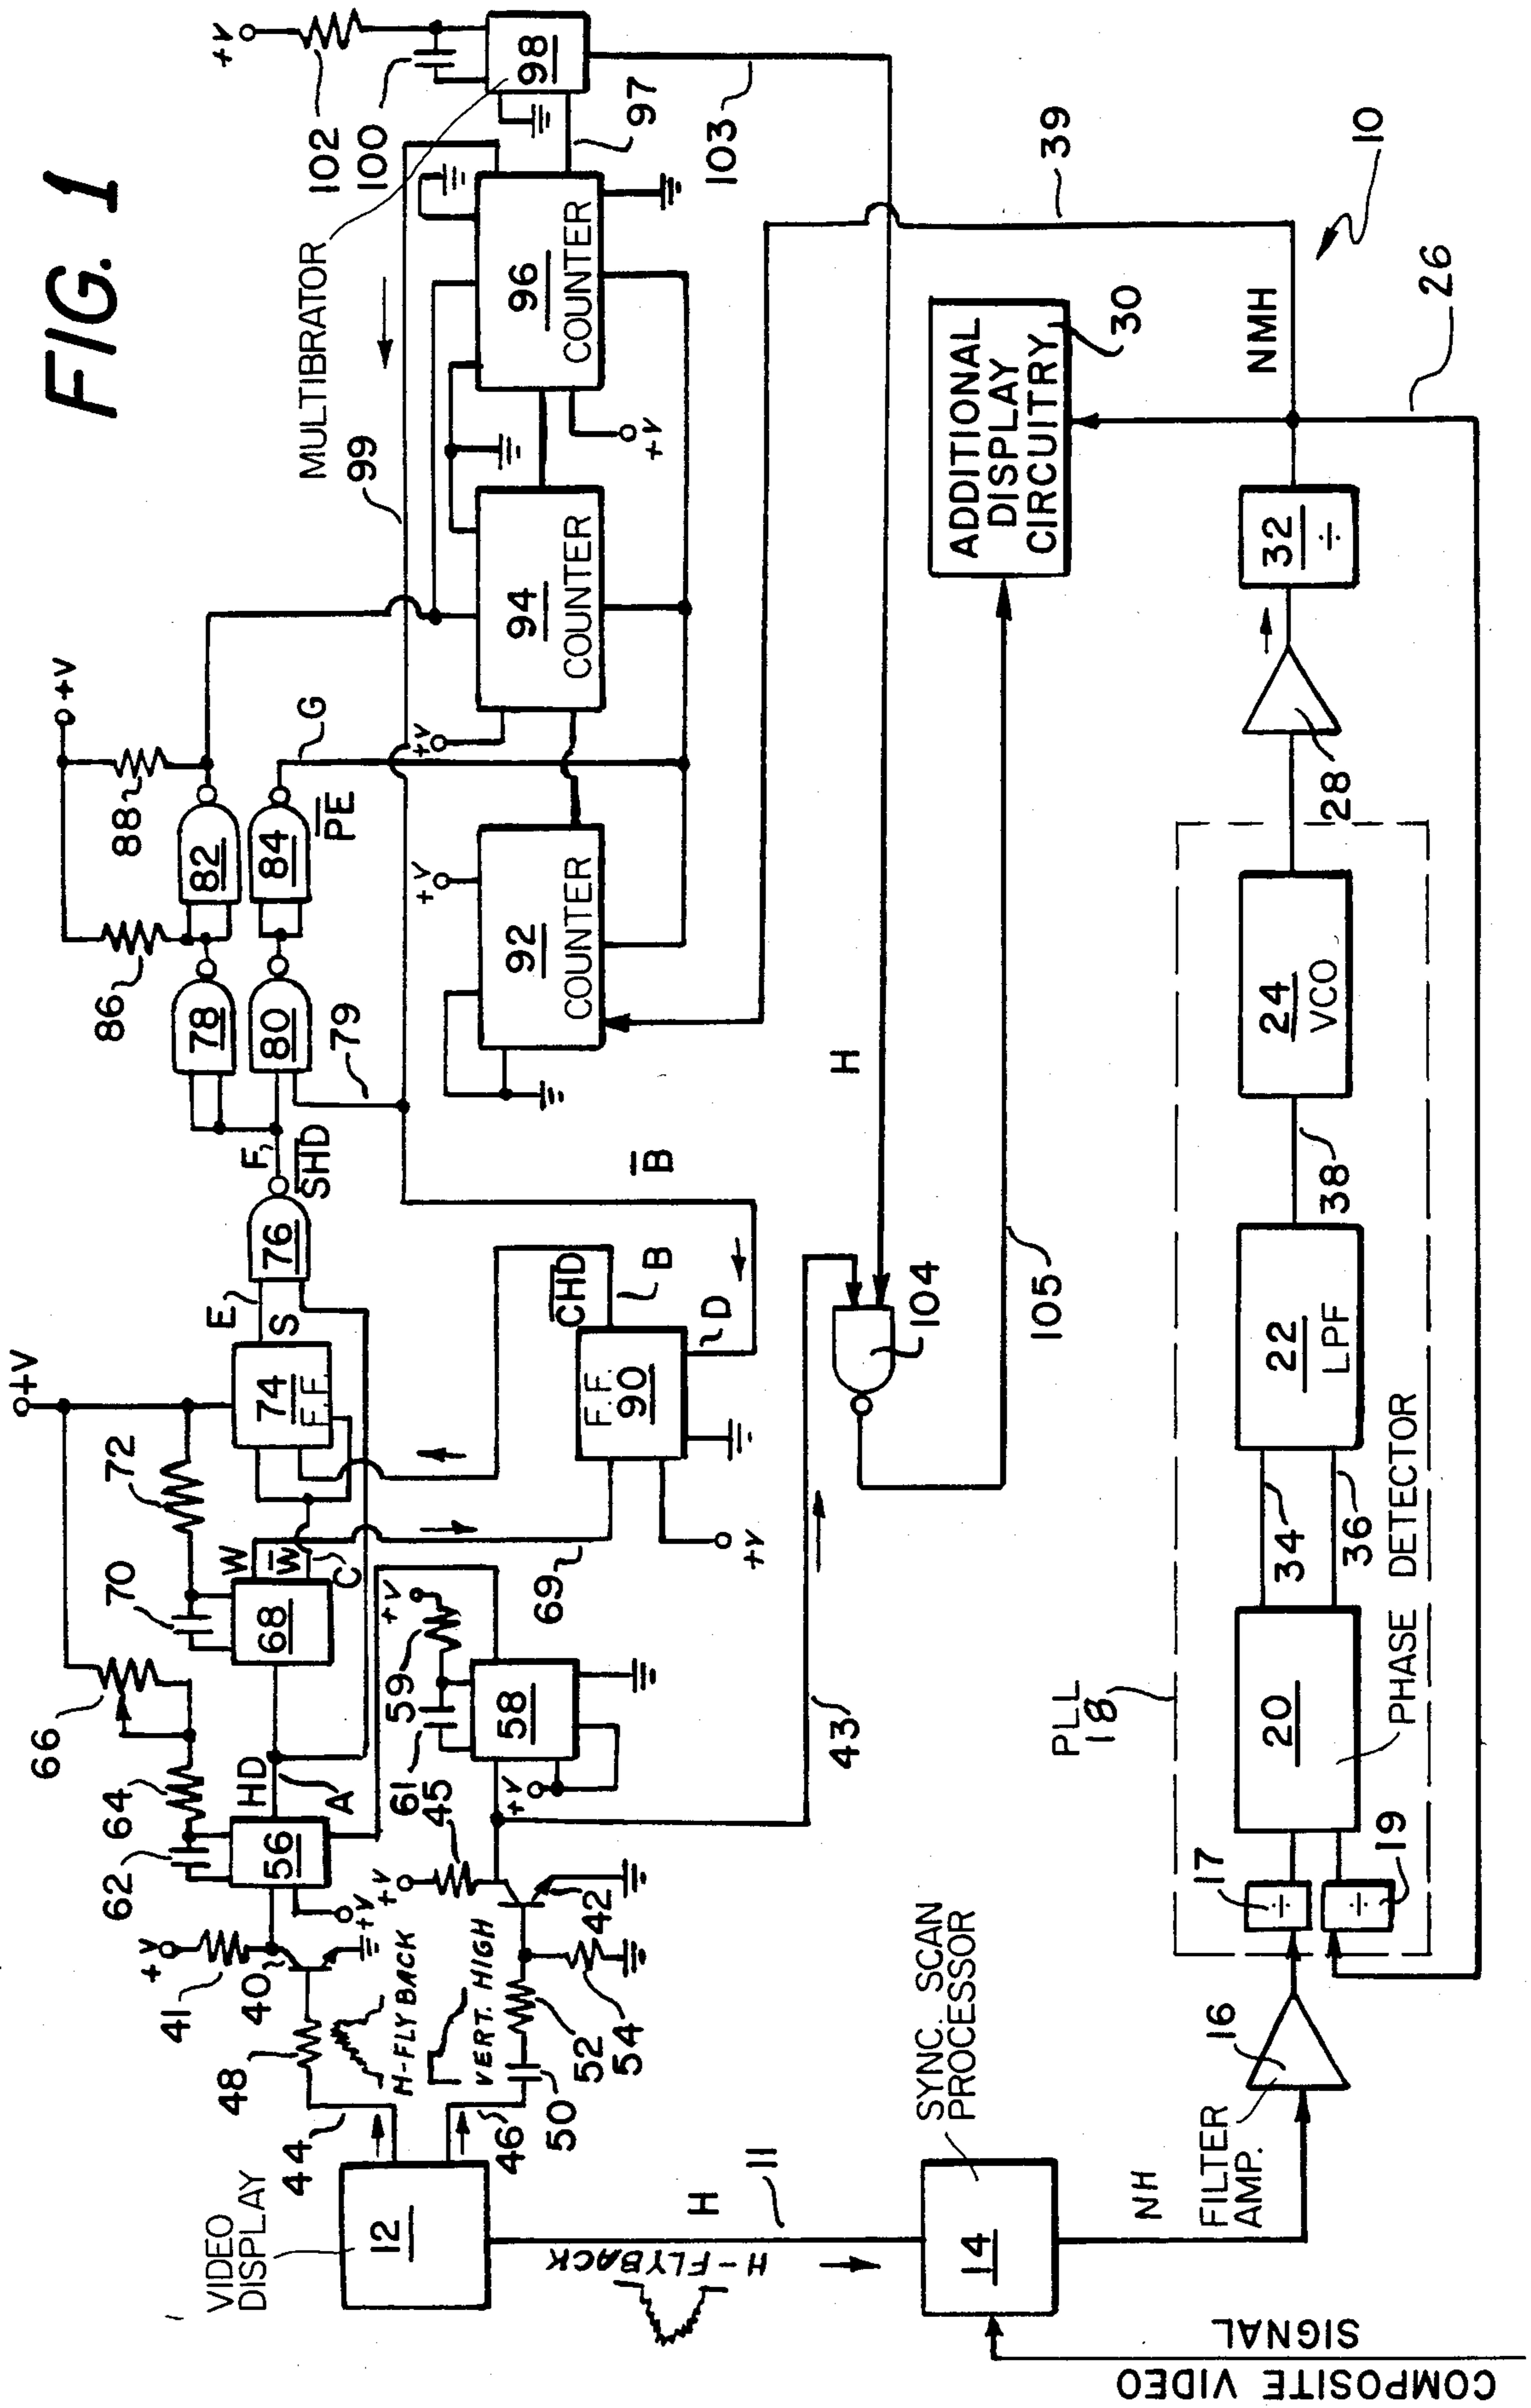 FIG. 1
+V
102
100
98
97
103
MULTIBRATOR
96
COUNTER
99
+V
94
COUNTER
+V
92
COUNTER
+V
+V
88
86
82
84
PE
G
78
80
79
F
SHD
76
E
S
+V
74
F.F.
72
70
W
W
C
68
69
66
64
62
HD
A
56
+V
+V
41
40
48
44
H-FLYBACK
VERT. HIGH
46
50
52
54
42
45
+V
61
59
+V
58
+V
43
CHD
B
F.F.
90
D
+V
B
H
104
105
39
10
ADDITIONAL
DISPLAY
CIRCUITRY
30
NMH
26
32
÷
28
24
VCO
38
22
LPF
34
36
20
PHASE DETECTOR
PLL
18
17
÷
19
÷
16
FILTER
AMP.
NH
SYNC. SCAN
PROCESSOR
14
H
11
H-FLYBACK
VIDEO
DISPLAY
12
COMPOSITE VIDEO
SIGNAL